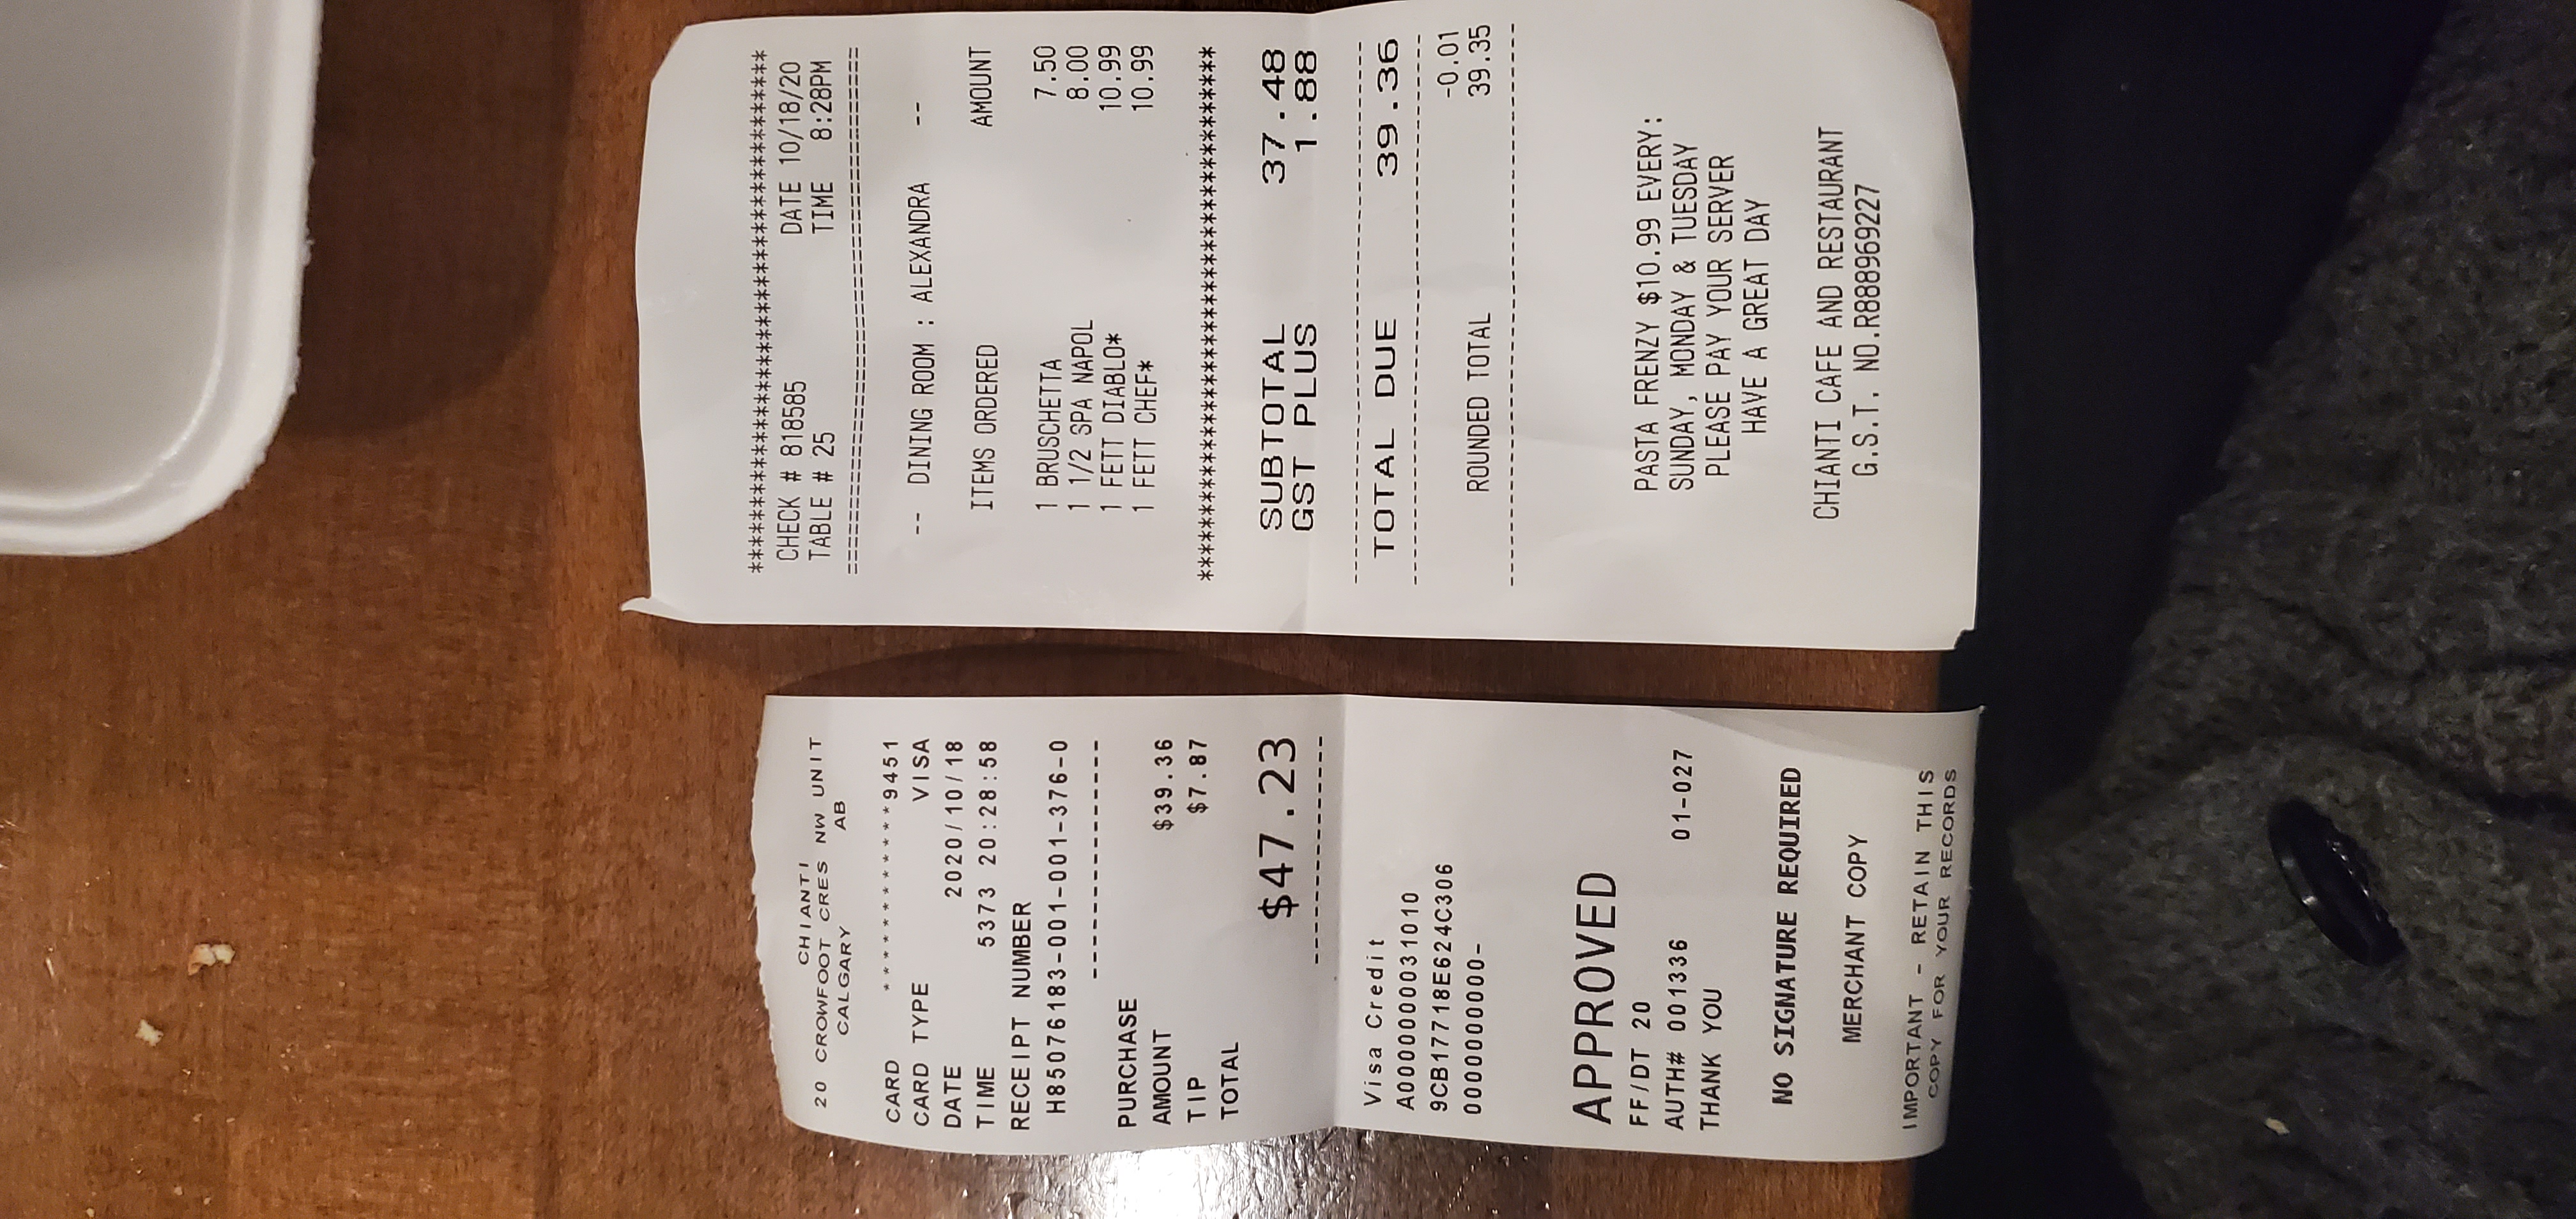 CHIANTI
20 CROWFOOT CRES NW UNIT
CALGARY AB
CARD ************9451
CARD TYPE VISA
DATE 2020/10/18
TIME 5373 20:28:58
RECEIPT NUMBER
H85076183-001-001-376-0
---------------
PURCHASE
AMOUNT $39.36
TIP $7.87
TOTAL
$47.23
---------------
Visa Credit
A0000000031010
9CB17718E624C306
0000000000-
APPROVED
FF/DT 20
AUTH# 001336 01-027
THANK YOU
NO SIGNATURE REQUIRED
MERCHANT COPY
IMPORTANT - RETAIN THIS
COPY FOR YOUR RECORDS
****************************************
CHECK # 818585 DATE 10/18/20
TABLE # 25 TIME 8:28PM
========================================
-- DINING ROOM : ALEXANDRA --
ITEMS ORDERED AMOUNT
1 BRUSCHETTA 7.50
1 1/2 SPA NAPOL 8.00
1 FETT DIABLO* 10.99
1 FETT CHEF* 10.99
****************************************
SUBTOTAL 37.48
GST PLUS 1.88
----------------------------------------
TOTAL DUE 39.36
----------------------------------------
-0.01
ROUNDED TOTAL 39.35
----------------------------------------
PASTA FRENZY $10.99 EVERY:
SUNDAY, MONDAY & TUESDAY
PLEASE PAY YOUR SERVER
HAVE A GREAT DAY
CHIANTI CAFE AND RESTAURANT
G.S.T. NO.R888969227